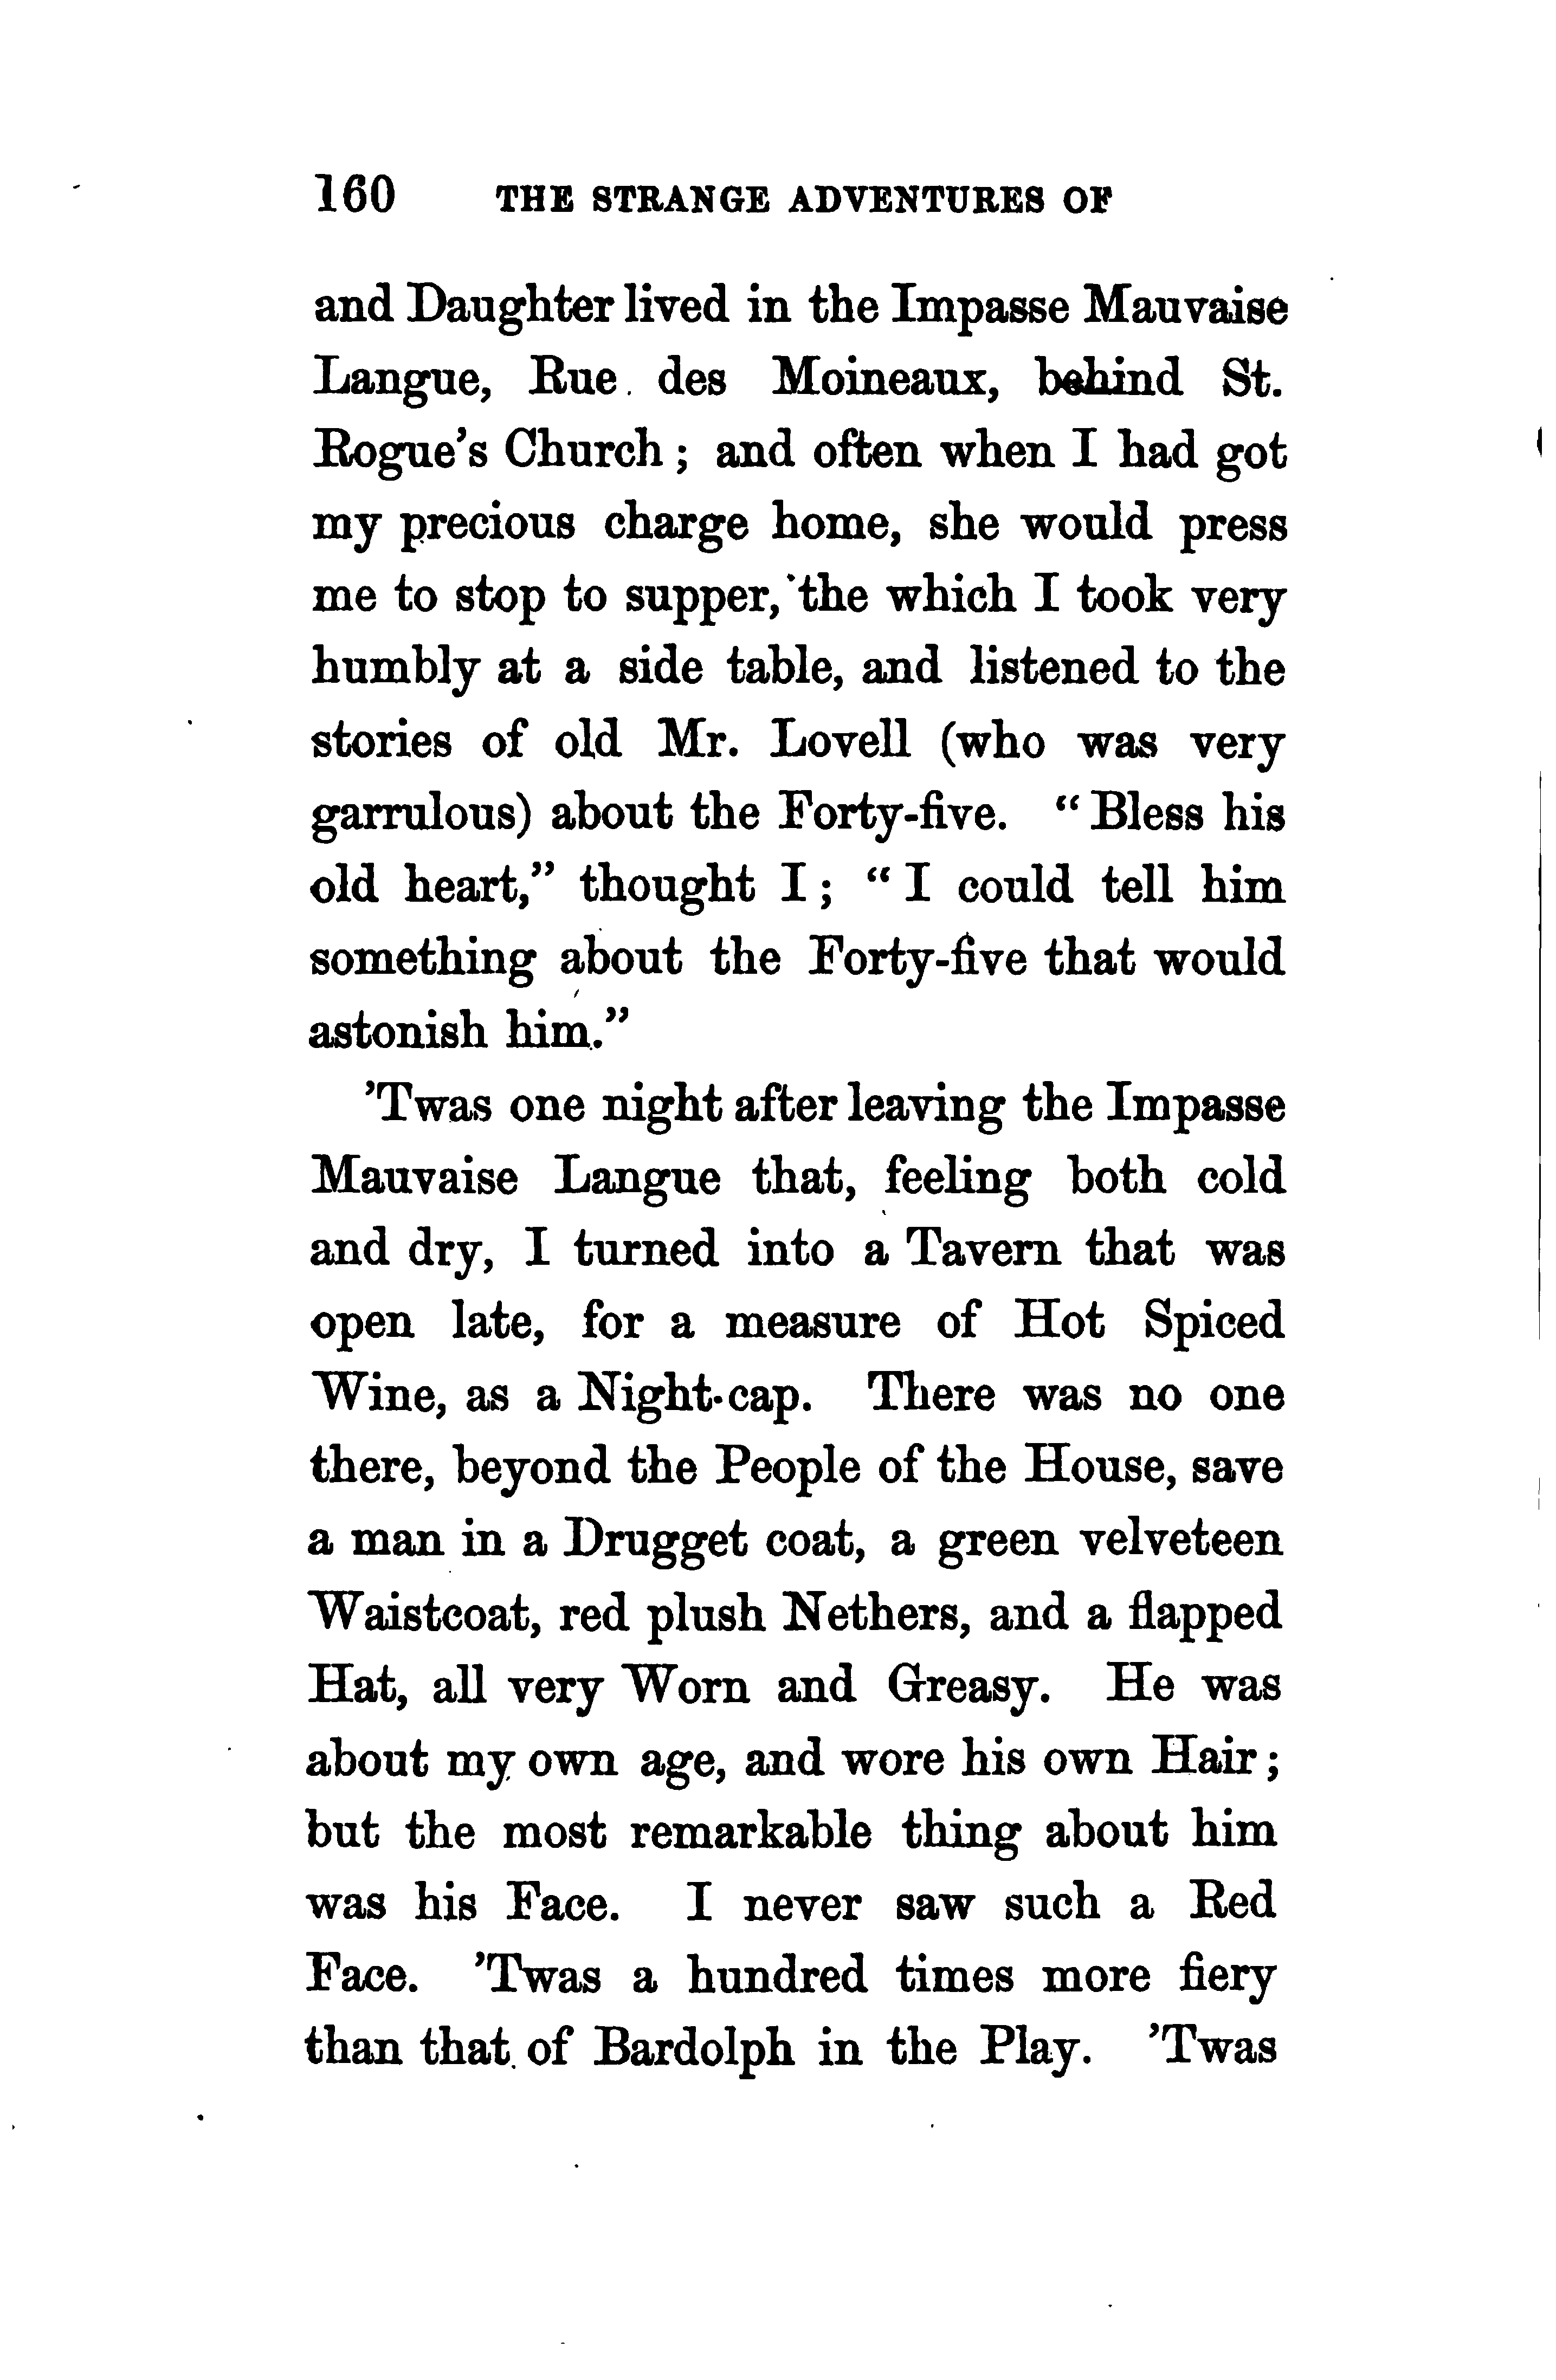 160 THE STRANGE ADVENTURES OF
and Daughter lived in the Impasse Mauvaise
Langue, Rue des Moineaux, behind St.
Rogue's Church; and often when I had got
my precious charge home, she would press
me to stop to supper, the which I took very
humbly at a side table, and listened to the
stories of old Mr. Lovell (who was very
garrulous) about the Forty-five. “Bless his
old heart,” thought I; “I could tell him
something about the Forty-five that would
astonish him.”
’Twas one night after leaving the Impasse
Mauvaise Langue that, feeling both cold
and dry, I turned into a Tavern that was
open late, for a measure of Hot Spiced
Wine, as a Night-cap. There was no one
there, beyond the People of the House, save
a man in a Drugget coat, a green velveteen
Waistcoat, red plush Nethers, and a flapped
Hat, all very Worn and Greasy. He was
about my own age, and wore his own Hair;
but the most remarkable thing about him
was his Face. I never saw such a Red
Face. ’Twas a hundred times more fiery
than that of Bardolph in the Play. ’Twas